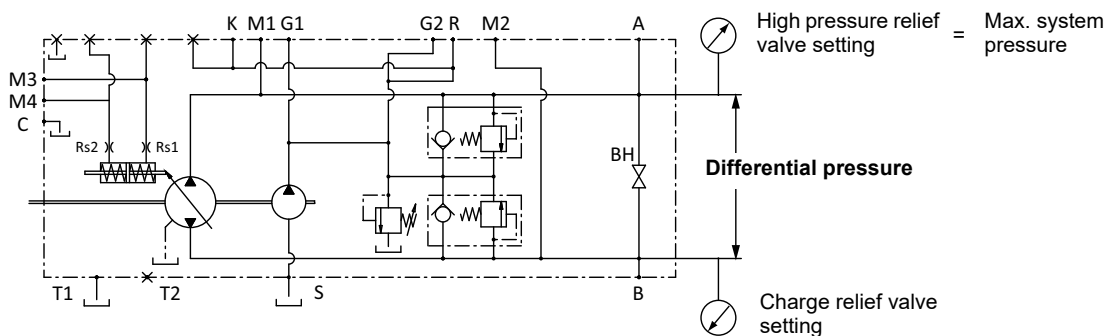 K M1 G1 G2 R M2 A
High pressure relief
valve setting
=
Max. system
pressure
M3
M4
C
Rs2 Rs1
BH
Differential pressure
T1 T2 S B
Charge relief valve
setting